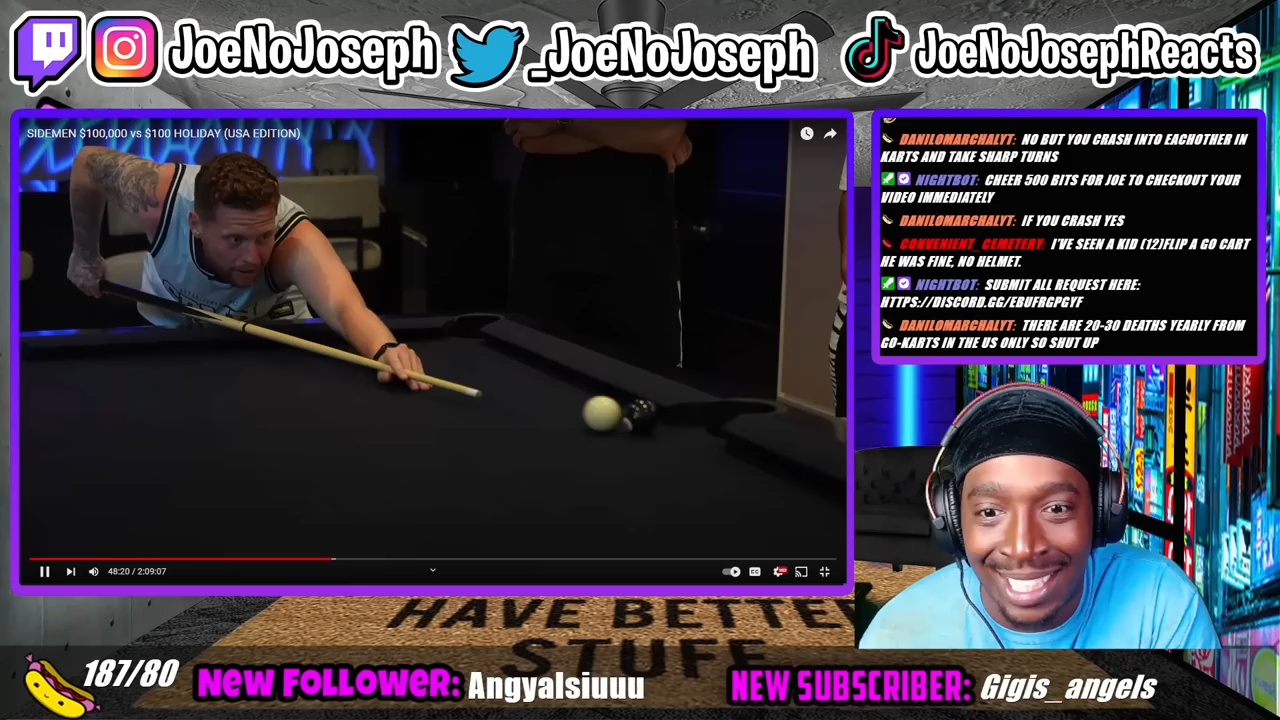 JoeNoJoseph _JoeNoJoseph JoeNoJosephReacts
SIDEMEN $100,000 vs $100 HOLIDAY (USA EDITION)
DANILOMARCHALYT: NO BUT YOU CRASH INTO EACHOTHER IN
KARTS AND TAKE SHARP TURNS
NIGHTBOT: CHEER 500 BITS FOR JOE TO CHECKOUT YOUR
VIDEO IMMEDIATELY
DANILOMARCHALYT: IF YOU CRASH YES
CONVENIENT_CEMETERY: I'VE SEEN A KID (12)FLIP A GO CART
HE WAS FINE, NO HELMET.
NIGHTBOT: SUBMIT ALL REQUEST HERE:
HTTPS://DISCORD.GG/EBUFRGPGYF
DANILOMARCHALYT: THERE ARE 20-30 DEATHS YEARLY FROM
GO-KARTS IN THE US ONLY SO SHUT UP
48:20 / 2:09:07
CC
HD
HAVE BETTER
STUFF
187/80 New Follower: Angyalsiuuu NEW SUBSCRIBER: Gigis_angels